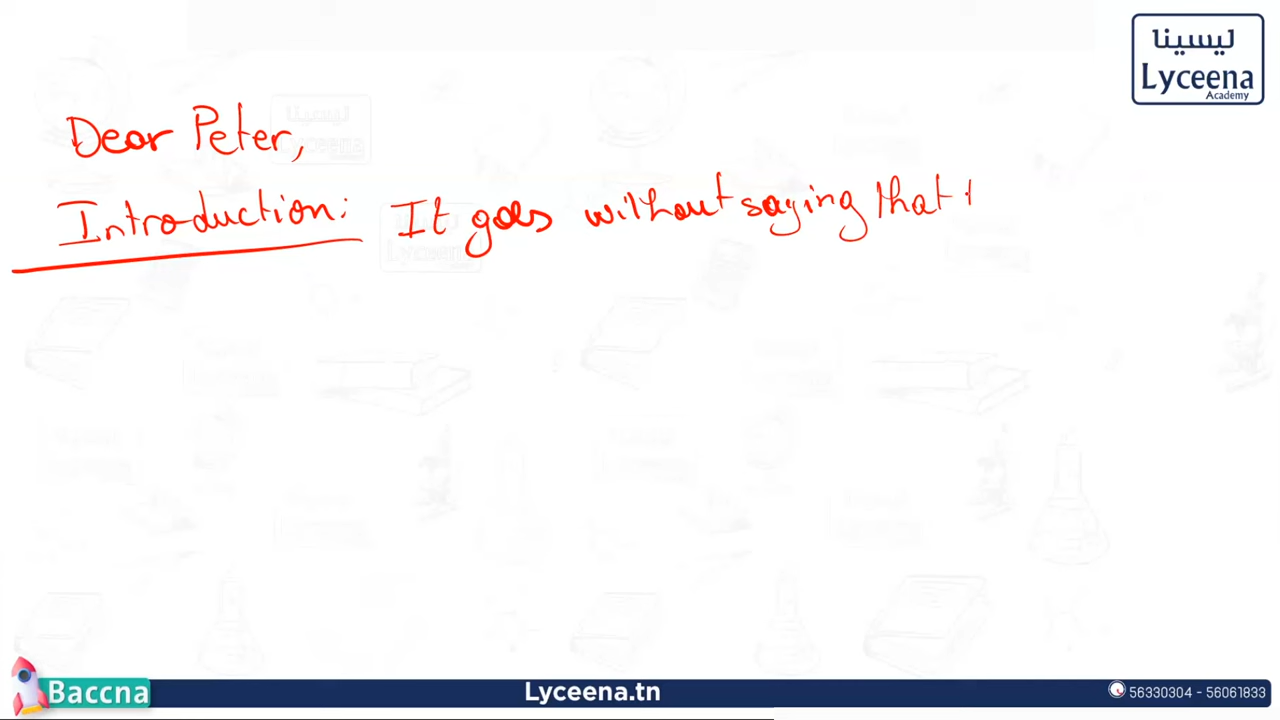 ليسينا
Lyceena
Academy
Dear Peter,
Introduction: It goes without saying that
Baccna
Lyceena.tn
56330304 - 56061833